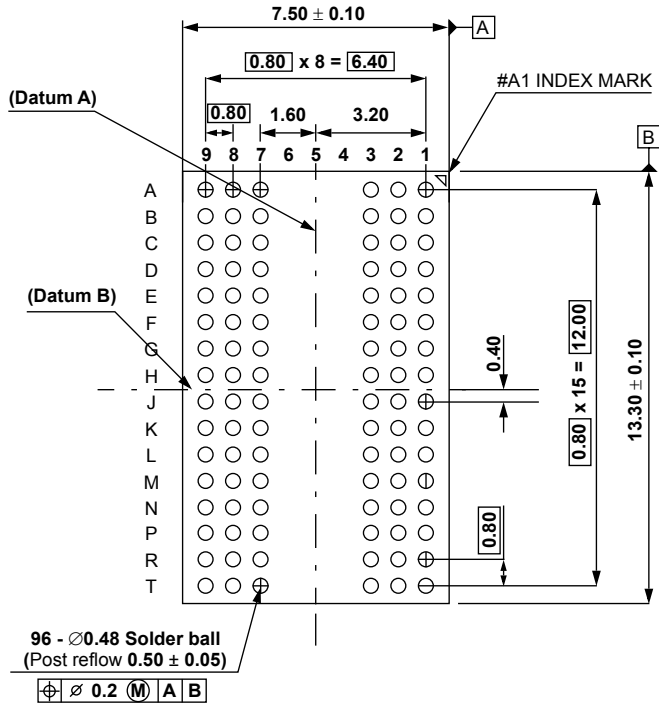 7.50 ± 0.10
A
0.80 x 8 = 6.40
#A1 INDEX MARK
(Datum A)
0.80
1.60
3.20
B
9 8 7 6 5 4 3 2 1
A
B
C
D
(Datum B)
E
F
G
H
J
K
L
M
N
P
R
T
0.40
0.80 x 15 = 12.00
13.30 ± 0.10
0.80
96 - ∅0.48 Solder ball
(Post reflow 0.50 ± 0.05)
⌖ ⌀ 0.2 Ⓜ A B